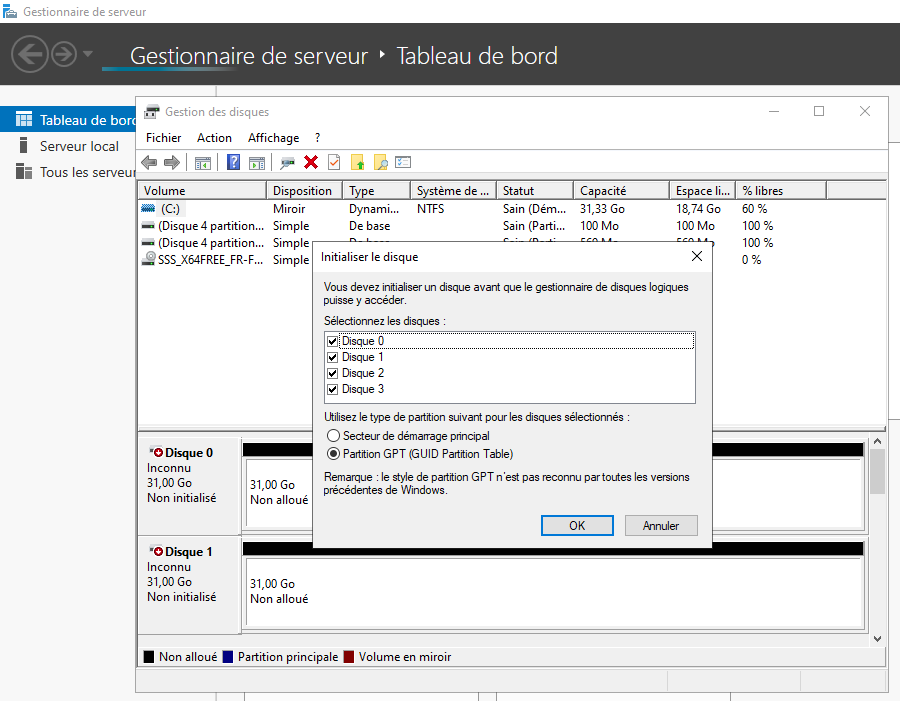 Gestionnaire de serveur
Gestionnaire de serveur ‣ Tableau de bord
Tableau de bord
Serveur local
Tous les serveur
Gestion des disques
Fichier Action Affichage ?
Volume Disposition Type Système de ... Statut Capacité Espace li... % libres
(C:) Miroir Dynami... NTFS Sain (Dém... 31,33 Go 18,74 Go 60 %
(Disque 4 partition... Simple De base Sain (Parti... 100 Mo 100 Mo 100 %
(Disque 4 partition... Simple De base Sain (Parti... 560 Mo 560 Mo 100 %
SSS_X64FREE_FR-F... Simple 0 %
Initialiser le disque
Vous devez initialiser un disque avant que le gestionnaire de disques logiques
puisse y accéder.
Sélectionnez les disques :
Disque 0
Disque 1
Disque 2
Disque 3
Utilisez le type de partition suivant pour les disques sélectionnés :
Secteur de démarrage principal
Partition GPT (GUID Partition Table)
Remarque : le style de partition GPT n'est pas reconnu par toutes les versions
précédentes de Windows.
OK Annuler
Disque 0
Inconnu
31,00 Go
Non initialisé
31,00 Go
Non alloué
Disque 1
Inconnu
31,00 Go
Non initialisé
31,00 Go
Non alloué
Non alloué Partition principale Volume en miroir